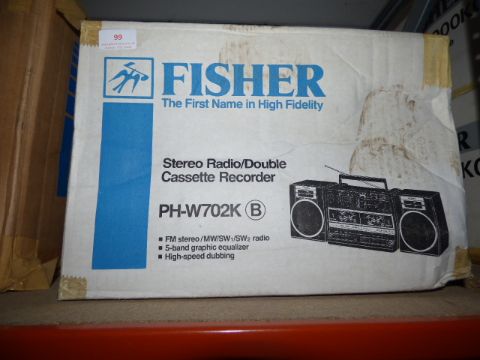 99
FISHER
The First Name in High Fidelity
Stereo Radio/Double
Cassette Recorder
PH-W702K B
▪ FM stereo/MW/SW₁/SW₂ radio
▪ 5-band graphic equalizer
▪ High-speed dubbing